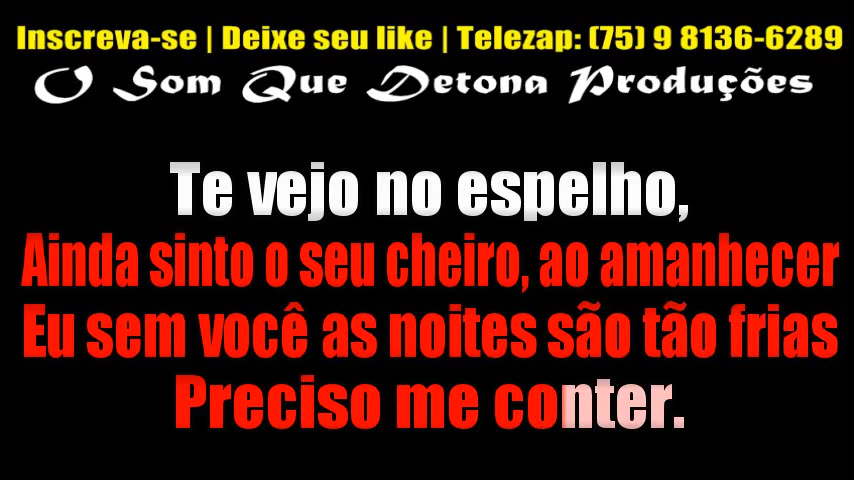 Inscreva-se | Deixe seu like | Telezap: (75) 9 8136-6289
O Som Que Detona Produções
Te vejo no espelho,
Ainda sinto o seu cheiro, ao amanhecer
Eu sem você as noites são tão frias
Preciso me conter.